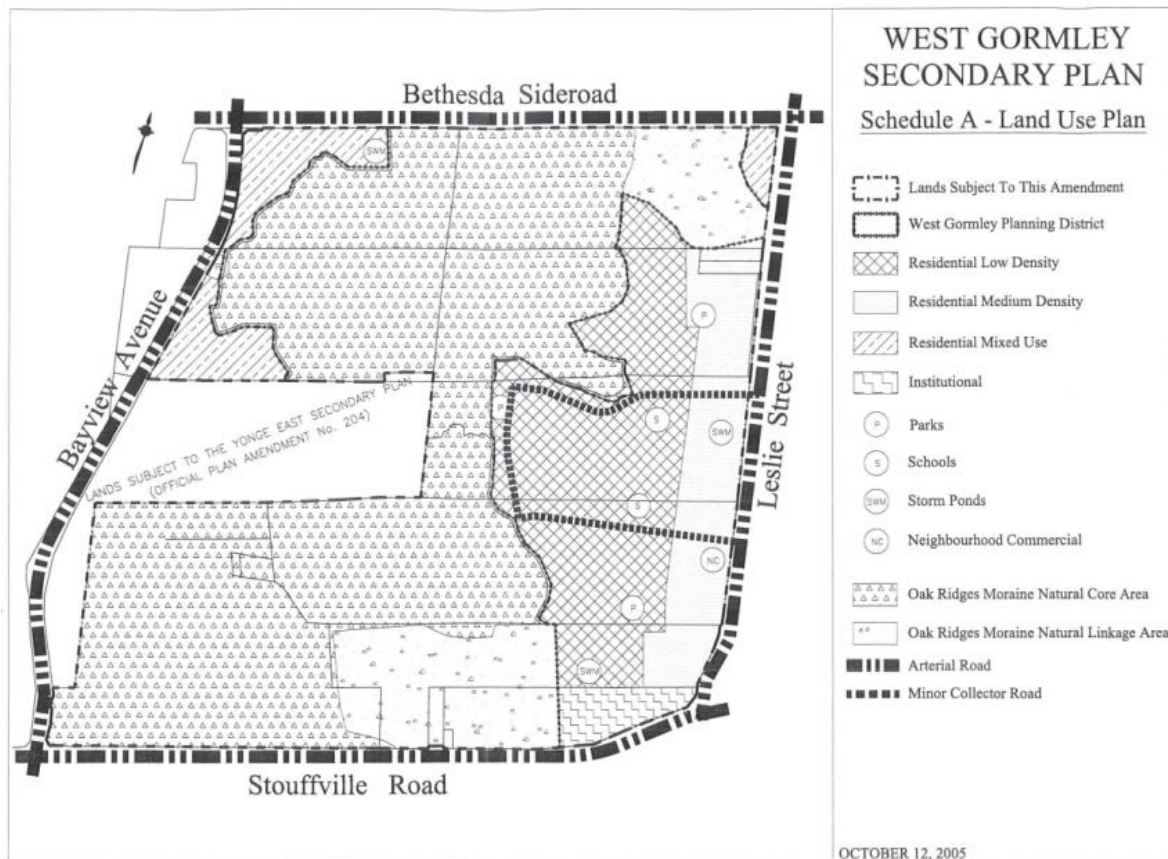 WEST GORMLEY
SECONDARY PLAN
Schedule A - Land Use Plan
Bethesda Sideroad
SWM
Bayview Avenue
P
Leslie Street
LANDS SUBJECT TO THE YONGE EAST SECONDARY PLAN
(OFFICIAL PLAN AMENDMENT No. 204)
P
S
SWM
S
NC
P
SWM
Stouffville Road
Lands Subject To This Amendment
West Gormley Planning District
Residential Low Density
Residential Medium Density
Residential Mixed Use
Institutional
P Parks
S Schools
SWM Storm Ponds
NC Neighbourhood Commercial
Oak Ridges Moraine Natural Core Area
Oak Ridges Moraine Natural Linkage Area
Arterial Road
Minor Collector Road
OCTOBER 12, 2005